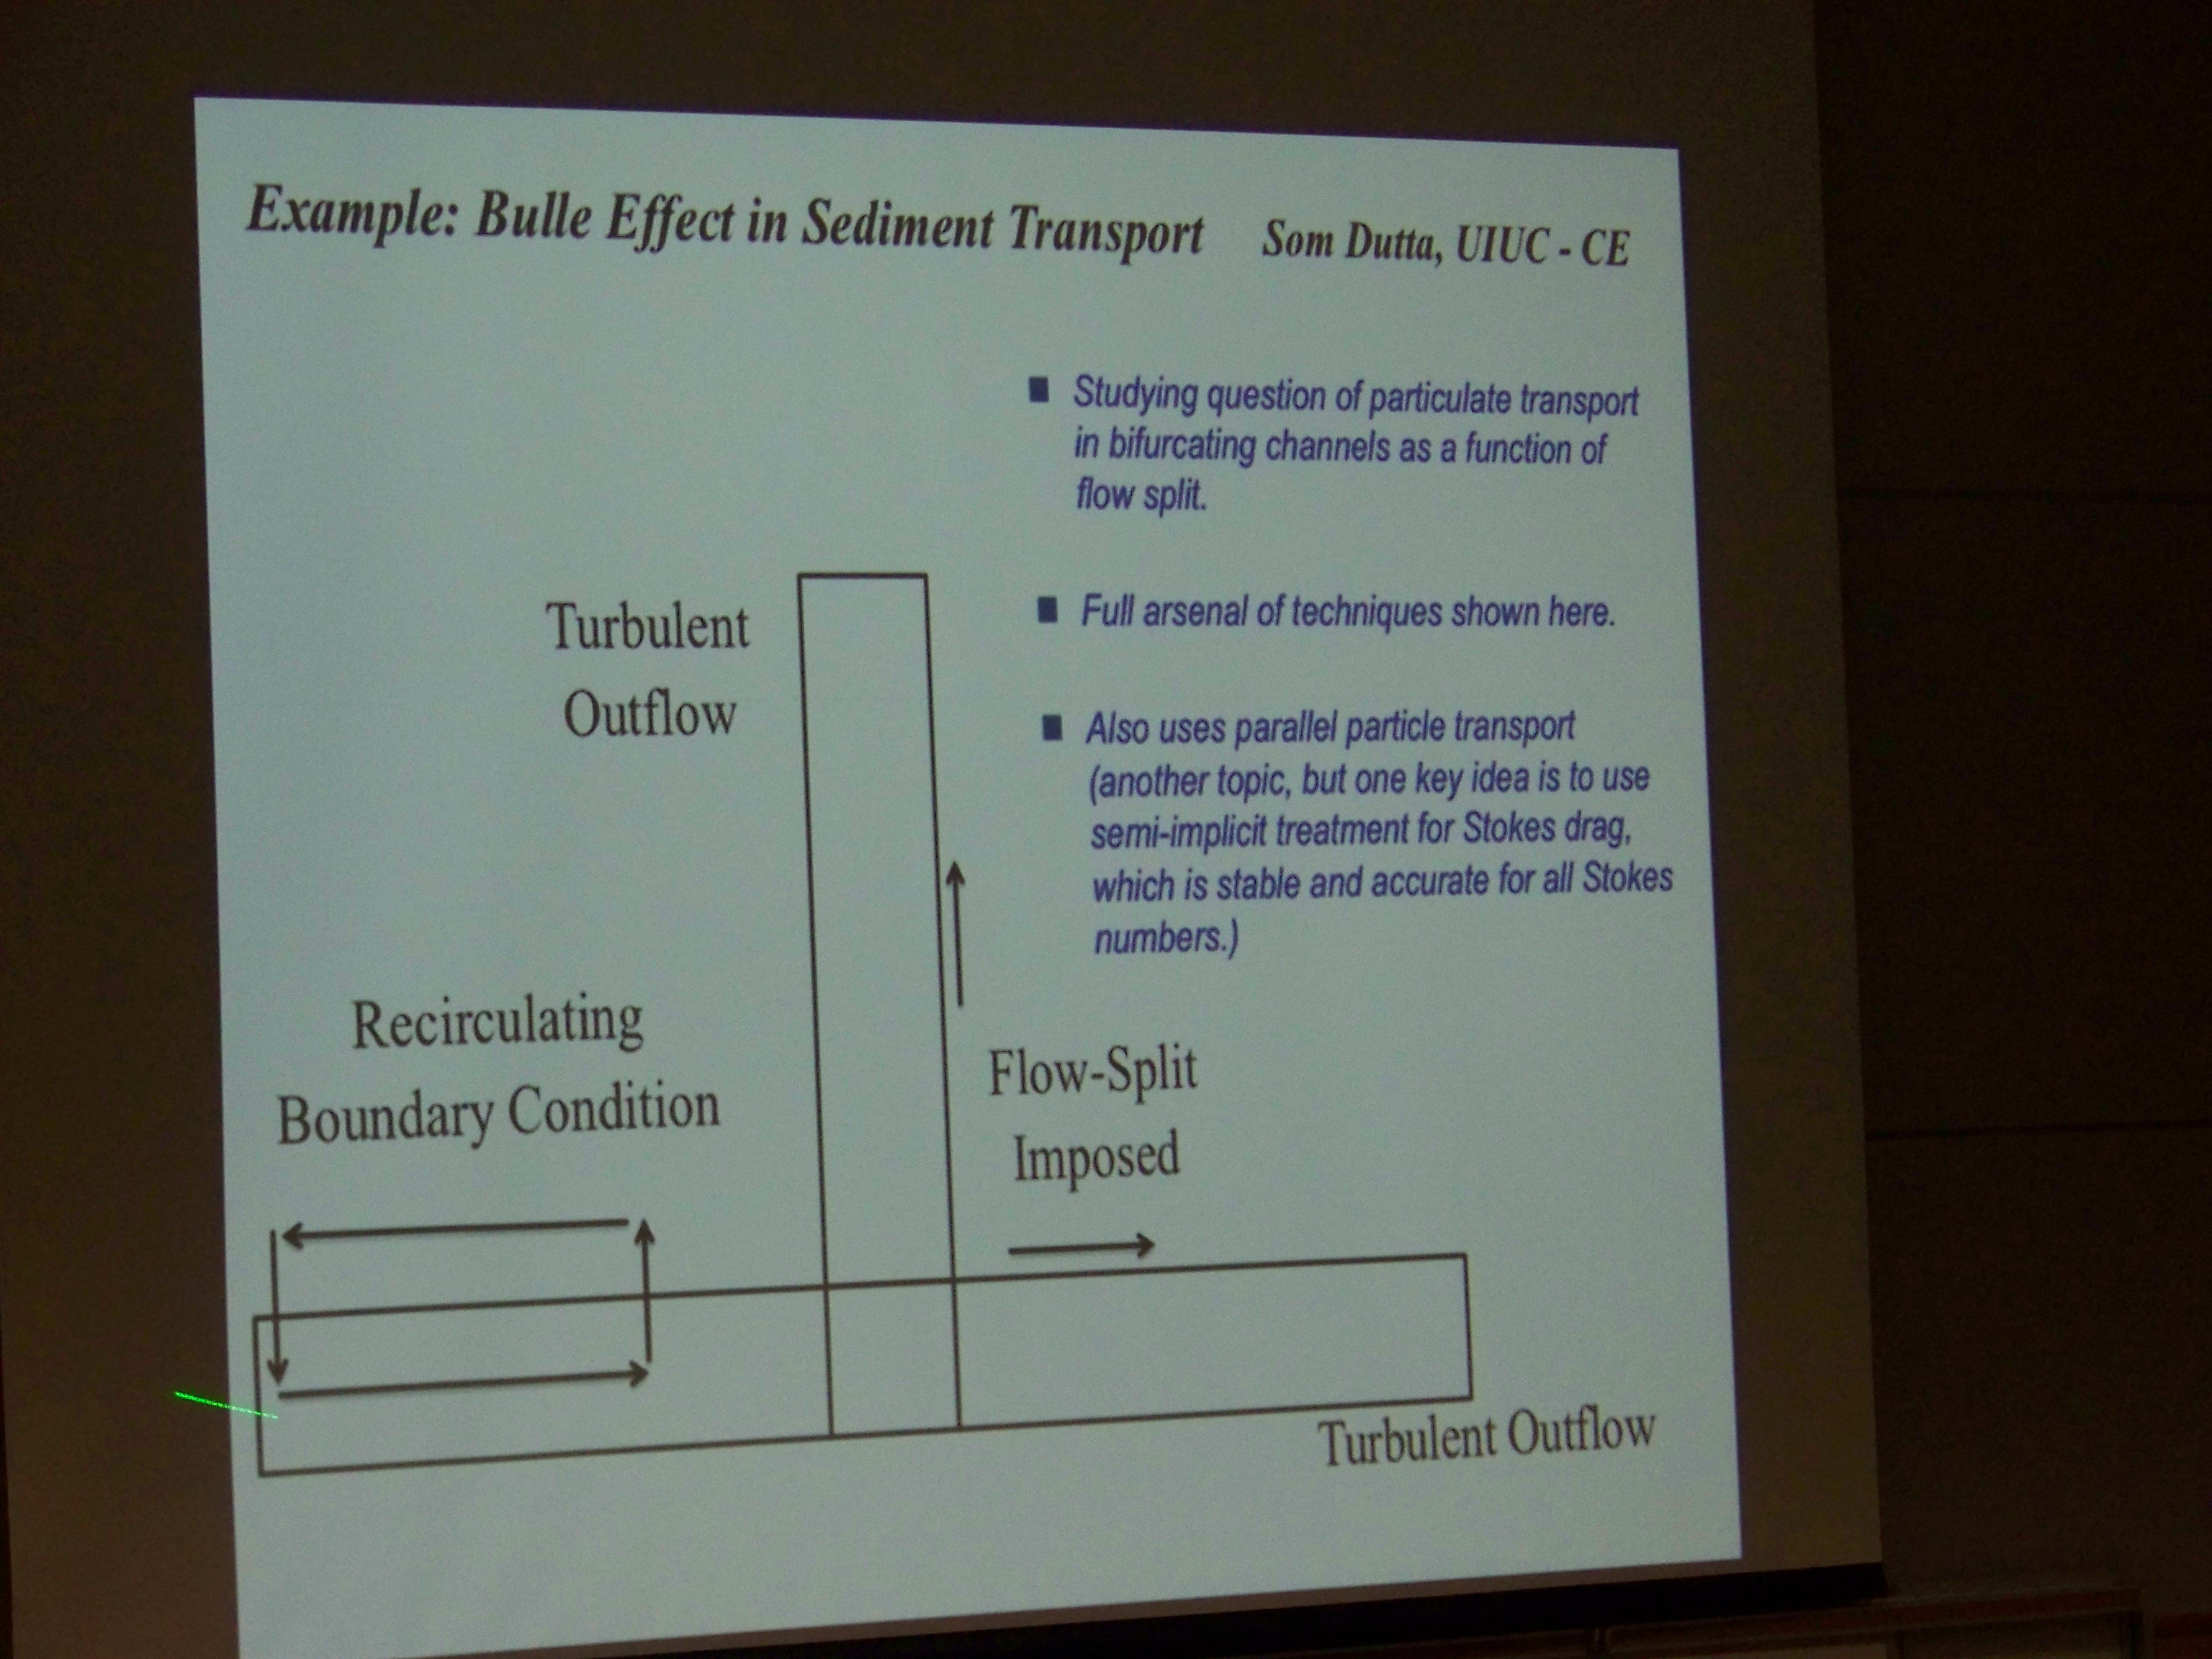 Example: Bulle Effect in Sediment Transport Som Dutta, UIUC - CE
Studying question of particulate transport
in bifurcating channels as a function of
flow split.
Full arsenal of techniques shown here.
Also uses parallel particle transport
(another topic, but one key idea is to use
semi-implicit treatment for Stokes drag,
which is stable and accurate for all Stokes
numbers.)
Turbulent
Outflow
Recirculating
Boundary Condition
Flow-Split
Imposed
Turbulent Outflow